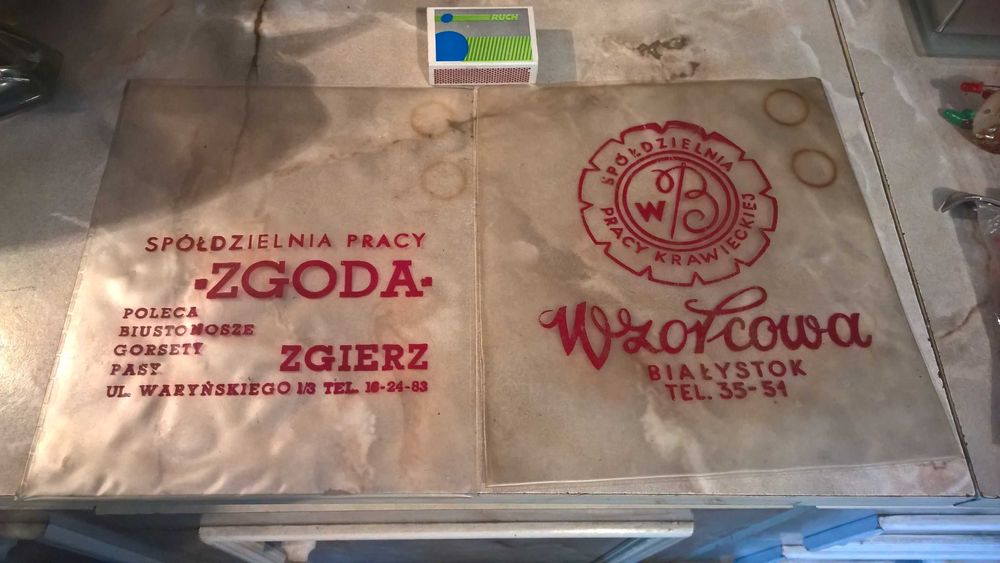 RUCH
SPÓŁDZIELNIA PRACY
-ZGODA-
POLECA
BIUSTONOSZE
GORSETY
PASY
ZGIERZ
UL. WARYŃSKIEGO 1/3 TEL. 16-24-83
SPÓŁDZIELNIA
PRACY KRAWIECKIEJ
WB
Wzorcowa
BIAŁYSTOK
TEL. 35-51